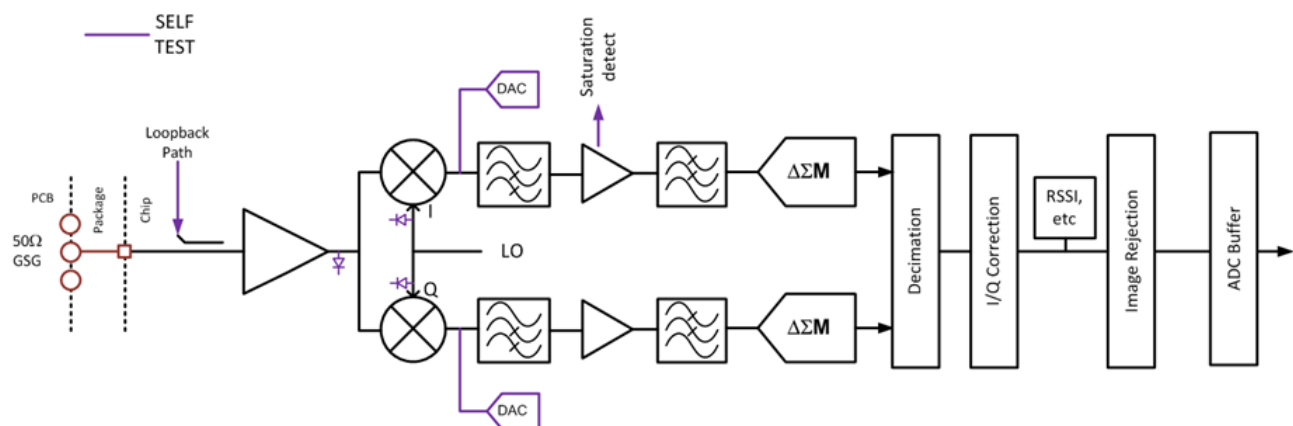 SELF
TEST
Saturation
detect
DAC
Loopback
Path
PCB
Package
Chip
50Ω
GSG
I
LO
Q
ΔΣM
ΔΣM
DAC
Decimation
I/Q Correction
RSSI,
etc
Image Rejection
ADC Buffer